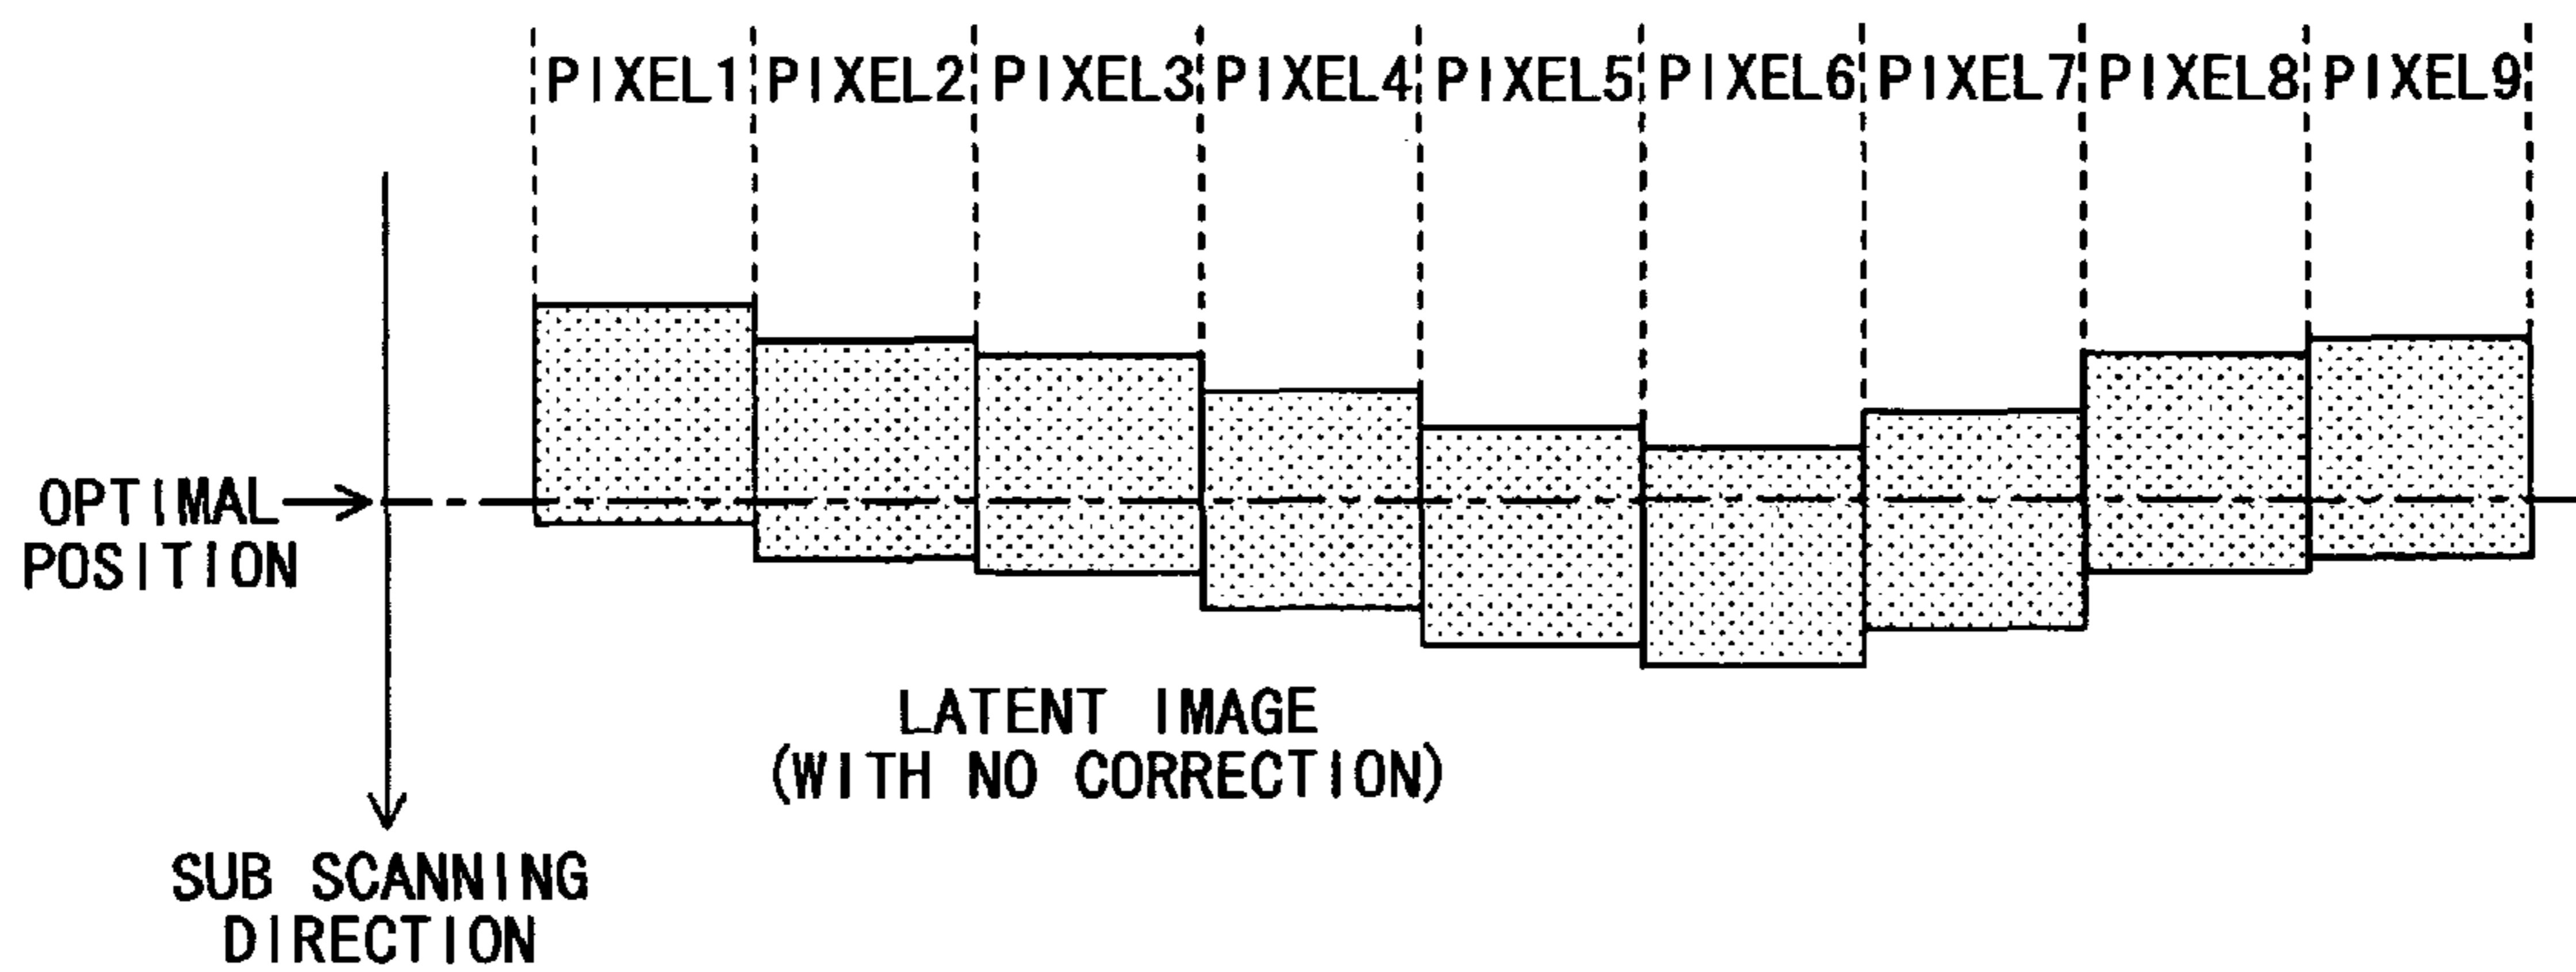 PIXEL1 PIXEL2 PIXEL3 PIXEL4 PIXEL5 PIXEL6 PIXEL7 PIXEL8 PIXEL9
OPTIMAL
POSITION
LATENT IMAGE
(WITH NO CORRECTION)
SUB SCANNING
DIRECTION